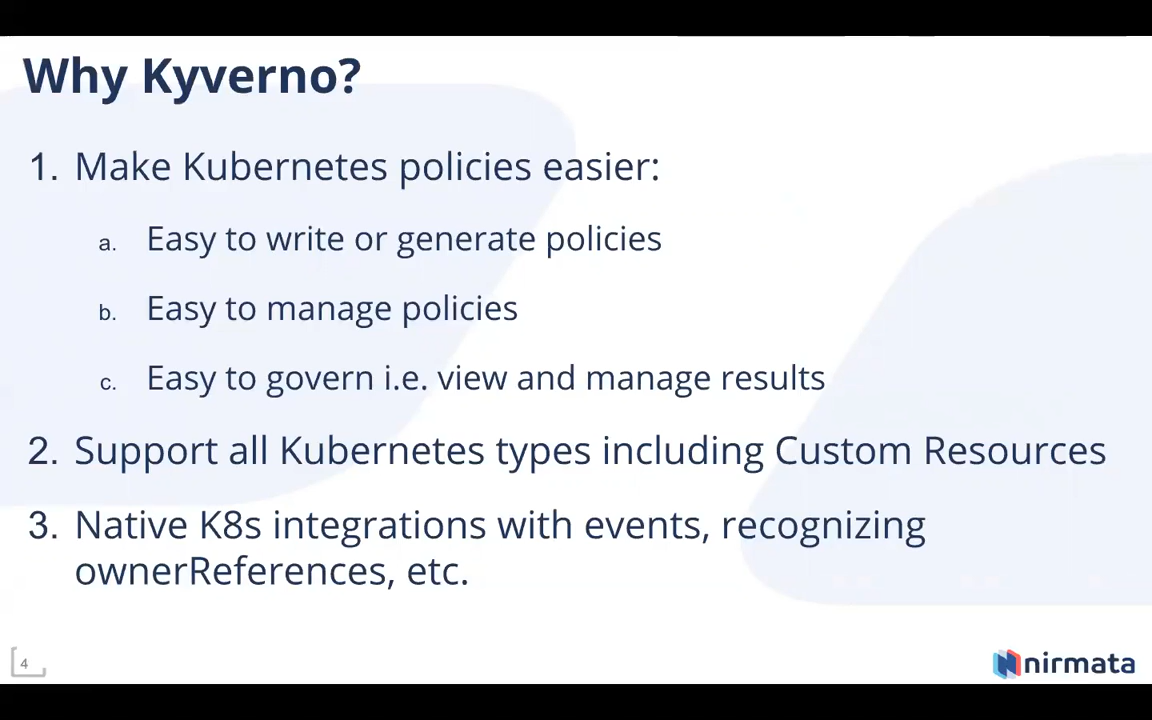 Why Kyverno?
1. Make Kubernetes policies easier:
a. Easy to write or generate policies
b. Easy to manage policies
c. Easy to govern i.e. view and manage results
2. Support all Kubernetes types including Custom Resources
3. Native K8s integrations with events, recognizing
ownerReferences, etc.
4
nirmata